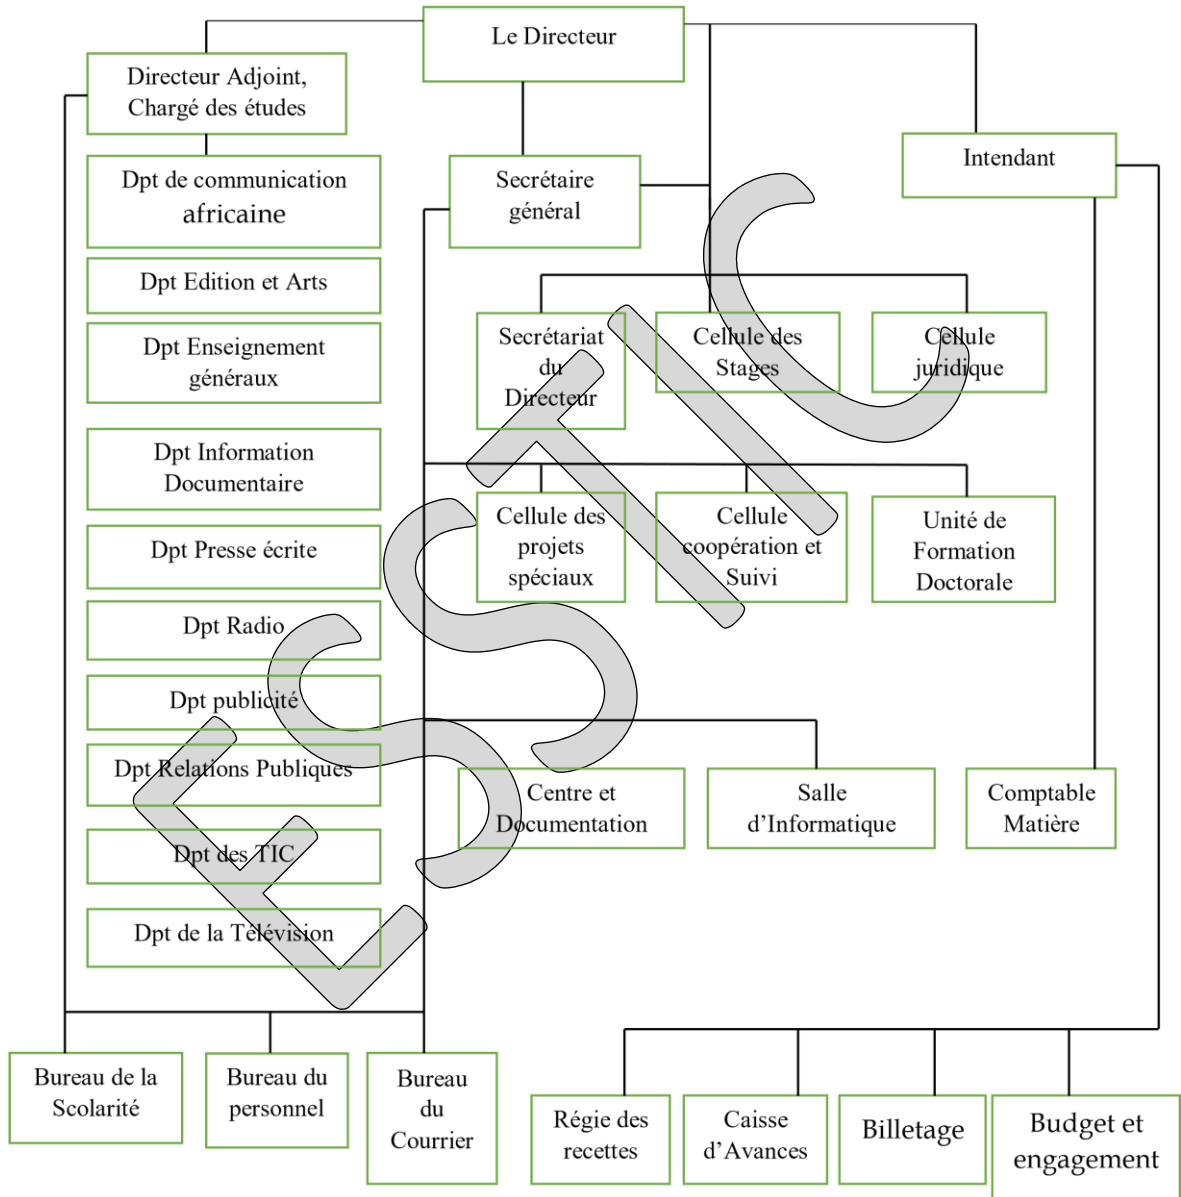 Le Directeur
Directeur Adjoint,
Chargé des études
Intendant
Secrétaire
général
Dpt de communication
africaine
Dpt Edition et Arts
Dpt Enseignement
généraux
Dpt Information
Documentaire
Dpt Presse écrite
Dpt Radio
Dpt publicité
Dpt Relations Publiques
Dpt des TIC
Dpt de la Télévision
Secrétariat
du
Directeur
Cellule des
Stages
Cellule
juridique
Cellule des
projets
spéciaux
Cellule
coopération et
Suivi
Unité de
Formation
Doctorale
Centre et
Documentation
Salle
d’Informatique
Comptable
Matière
Bureau de la
Scolarité
Bureau du
personnel
Bureau
du
Courrier
Régie des
recettes
Caisse
d’Avances
Billetage
Budget et
engagement
ESSTIC